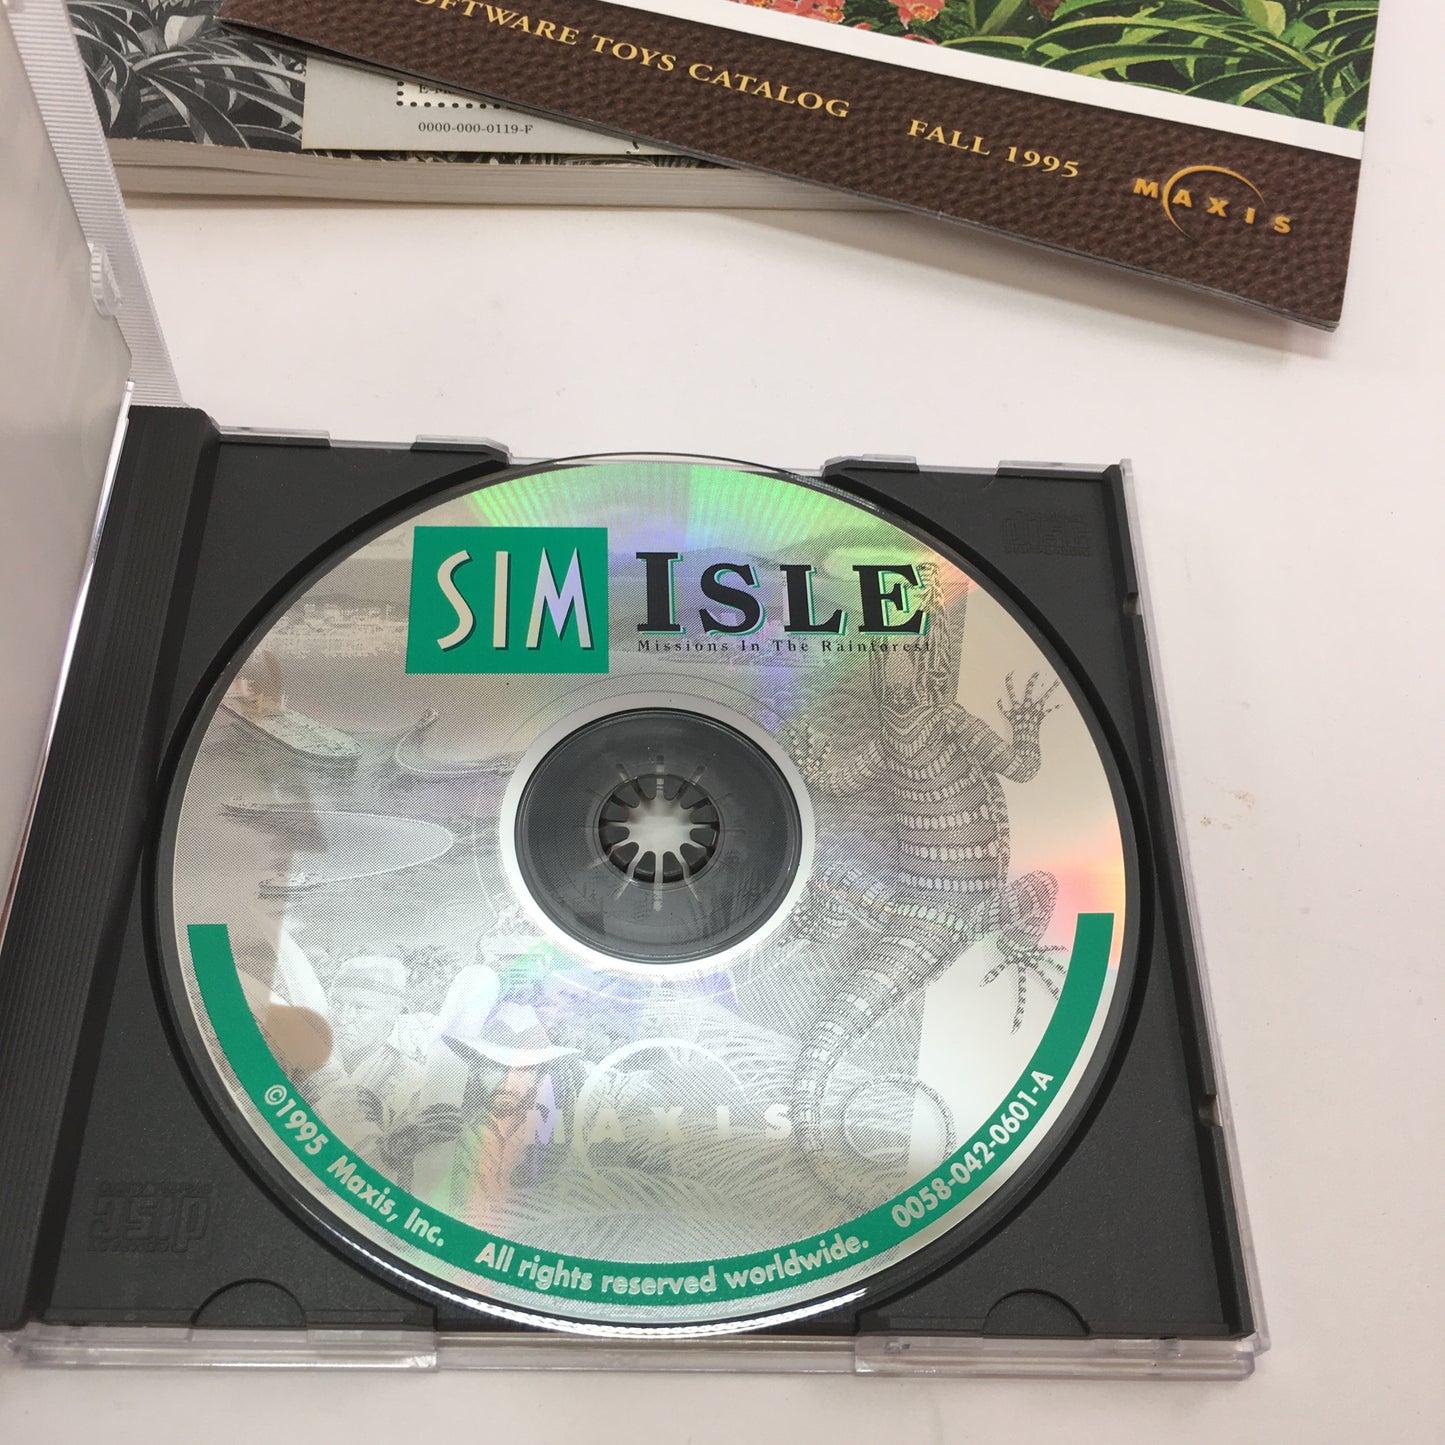 SOFTWARE TOYS CATALOG FALL 1995 MAXIS
0000-000-0119-F
SIM ISLE
Missions In The Rainforest
MAXIS
©1995 Maxis, Inc. All rights reserved worldwide. 0058-042-0601-A